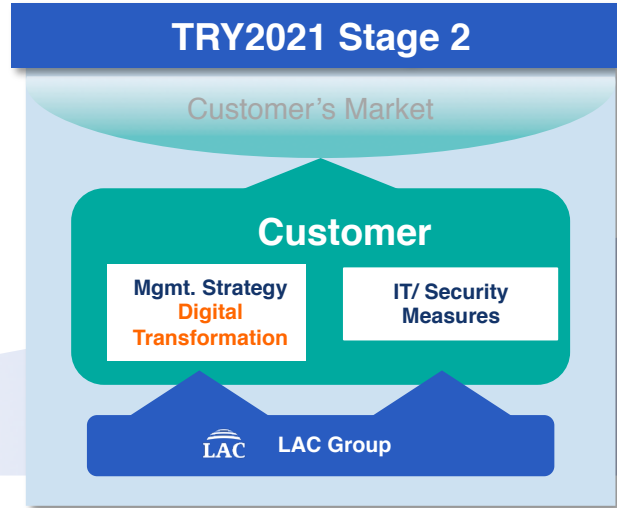 TRY2021 Stage 2
Customer's Market
Customer
Mgmt. Strategy
Digital
Transformation
IT/ Security
Measures
LAC
LAC Group